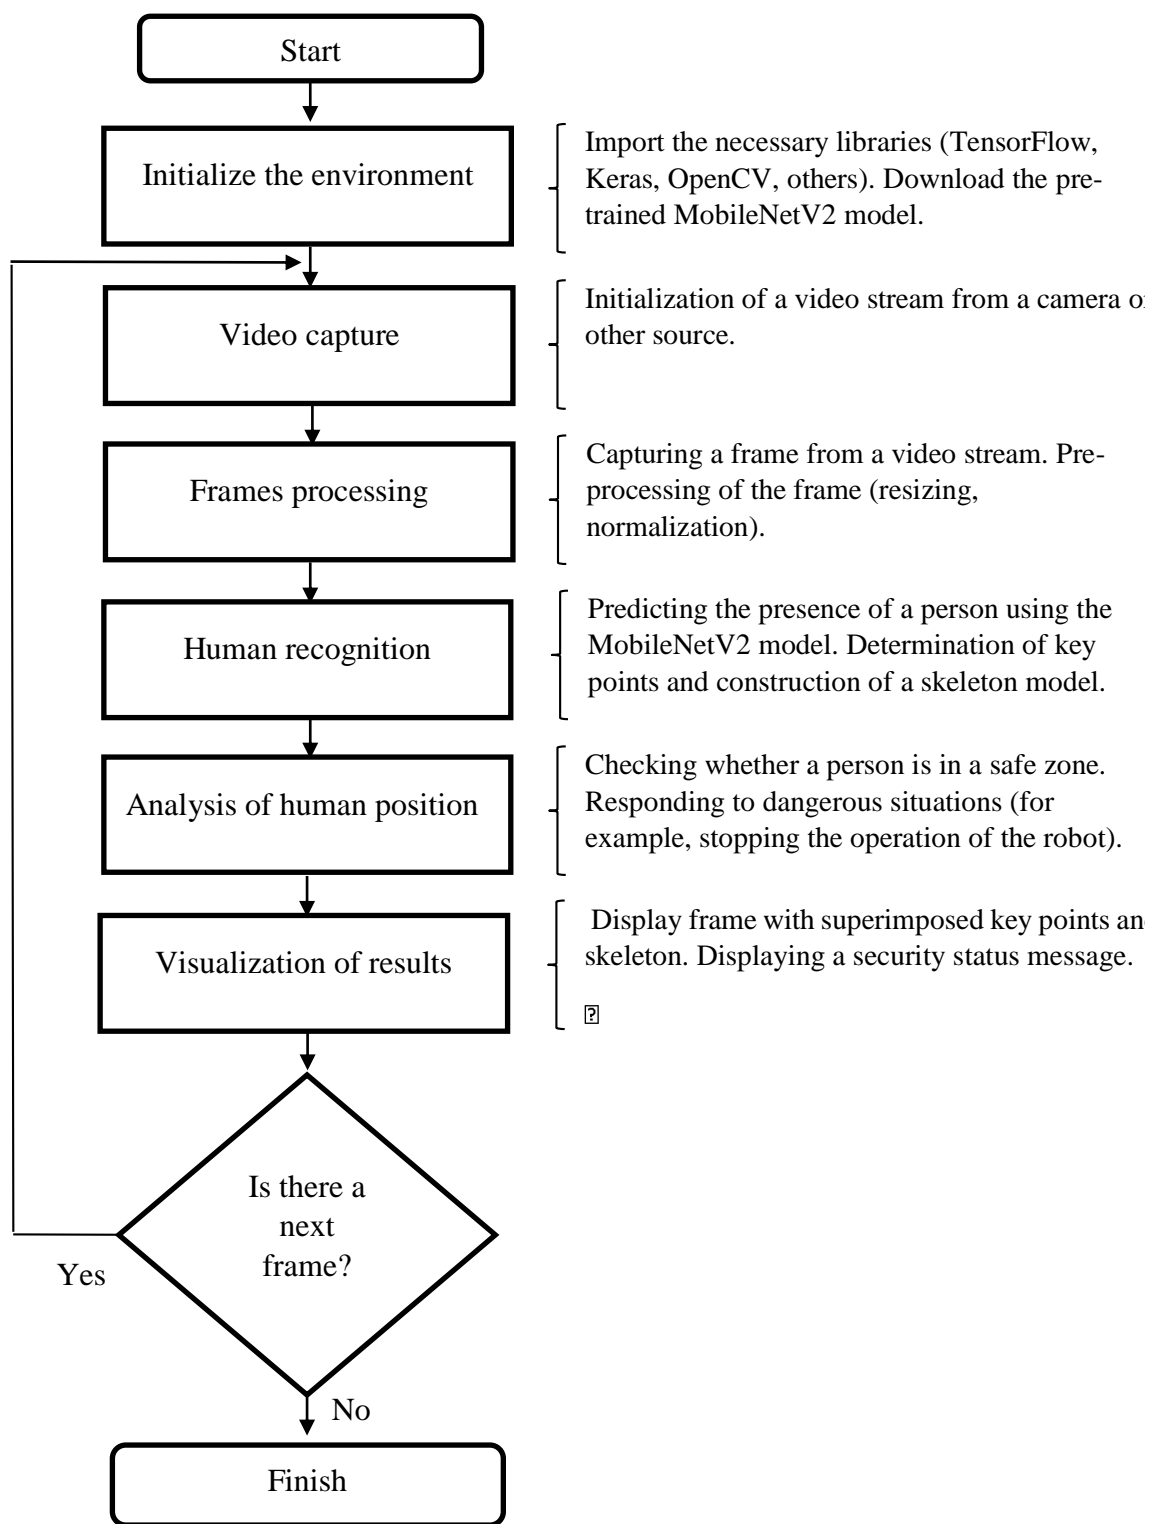 Start
Initialize the environment
Import the necessary libraries (TensorFlow,
Keras, OpenCV, others). Download the pre-
trained MobileNetV2 model.
Video capture
Initialization of a video stream from a camera
other source.
Frames processing
Capturing a frame from a video stream. Pre-
processing of the frame (resizing,
normalization).
Human recognition
Predicting the presence of a person using the
MobileNetV2 model. Determination of key
points and construction of a skeleton model.
Analysis of human position
Checking whether a person is in a safe zone.
Responding to dangerous situations (for
example, stopping the operation of the robot).
Visualization of results
Display frame with superimposed key points
skeleton. Displaying a security status message.
Is there a
next
frame?
Yes
No
Finish